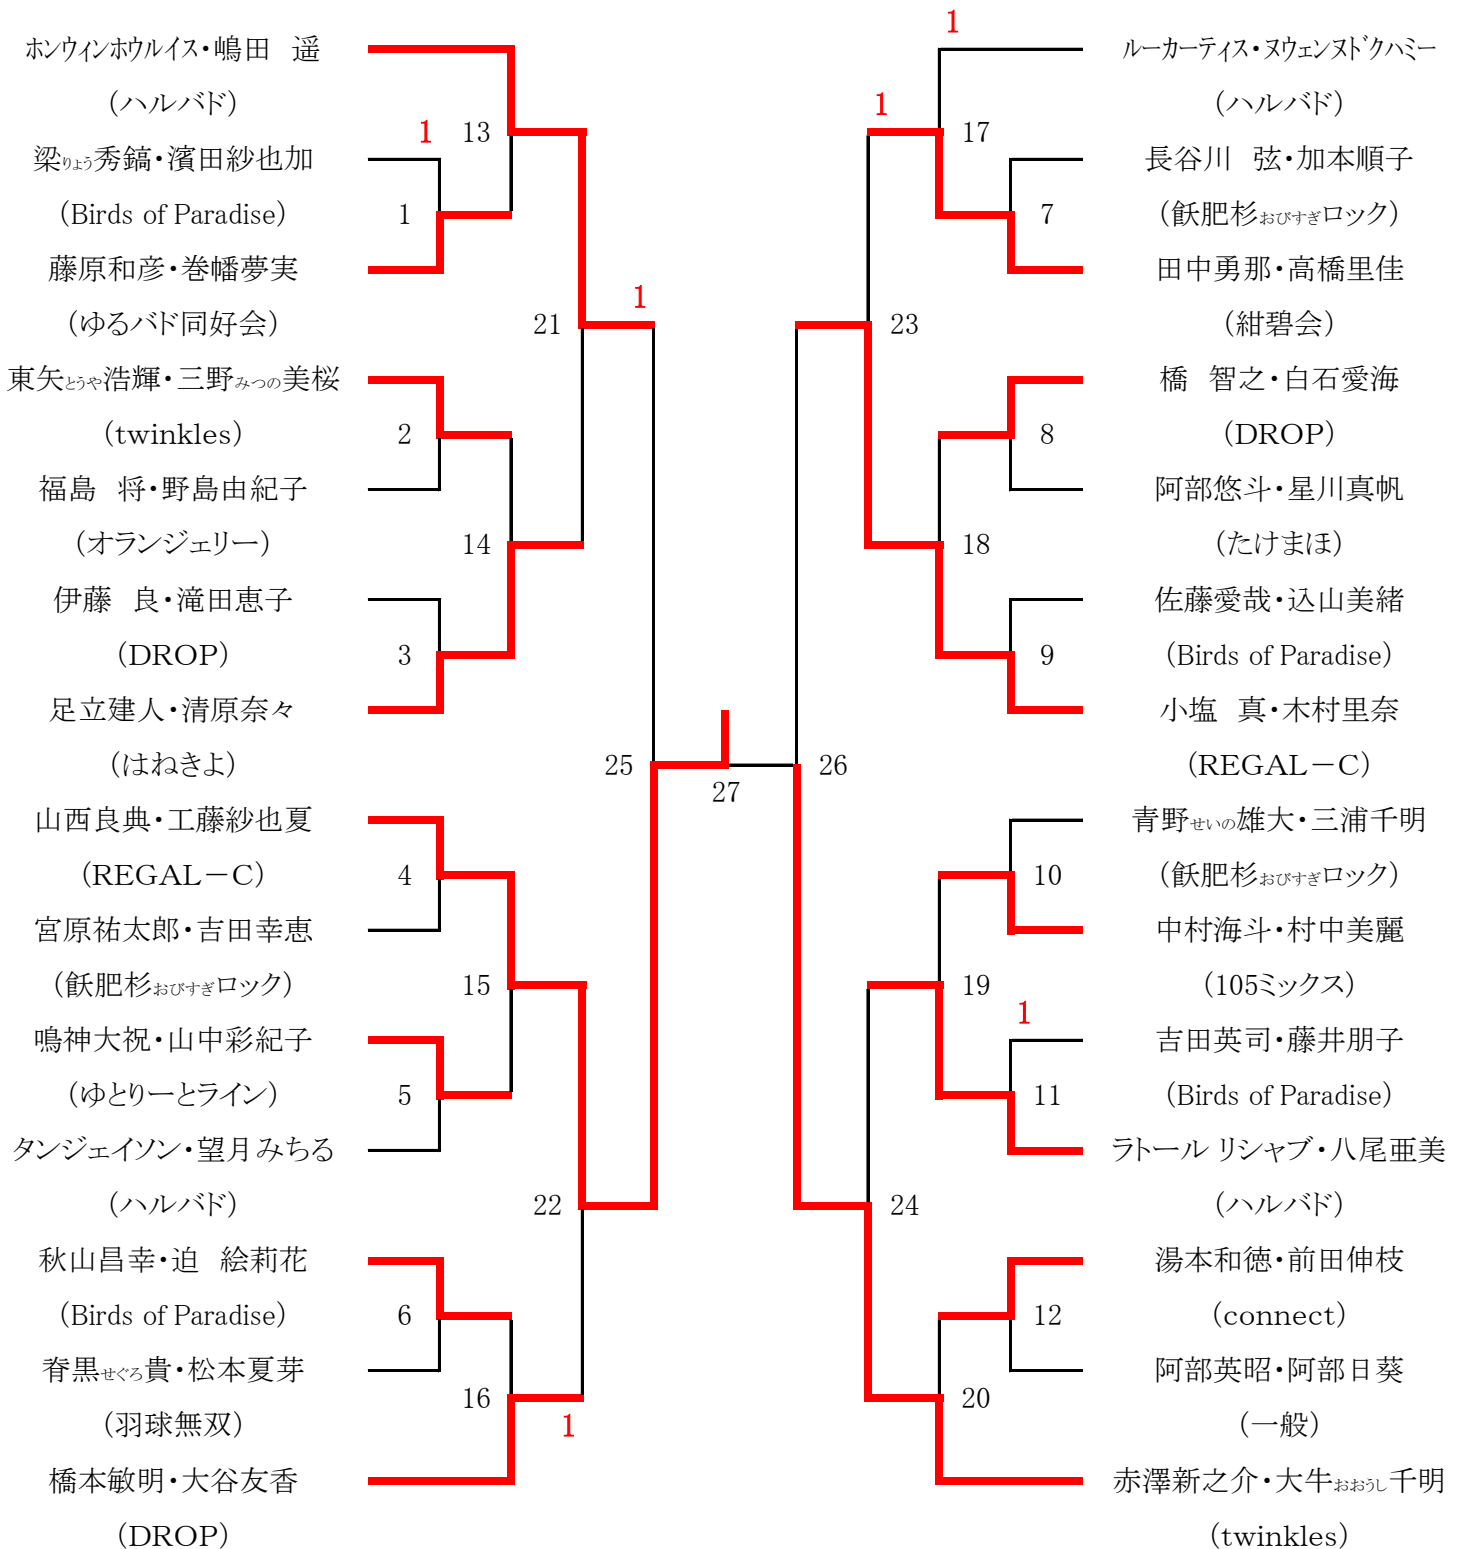 ホンウィンホウルイス・嶋田　遥
（ハルバド）
梁りょう秀鎬・濱田紗也加
（Birds of Paradise）
藤原和彦・巻幡夢実
（ゆるバド同好会）
東矢とうや浩輝・三野みつの美桜
（twinkles）
福島　将・野島由紀子
（オランジェリー）
伊藤　良・滝田恵子
（DROP）
足立建人・清原奈々
（はねきよ）
山西良典・工藤紗也夏
（REGAL－C）
宮原祐太郎・吉田幸恵
（飫肥杉おびすぎロック）
鳴神大祝・山中彩紀子
（ゆとりーとライン）
タンジェイソン・望月みちる
（ハルバド）
秋山昌幸・迫　絵莉花
（Birds of Paradise）
脊黒せぐろ貴・松本夏芽
（羽球無双）
橋本敏明・大谷友香
（DROP）
1
1
2
3
4
5
6
13
14
15
16
1
21
22
1
25
27
26
23
24
1
1
17
18
19
20
1
7
8
9
10
11
12
ルーカーティス・ヌウェンヌドクハミー
（ハルバド）
長谷川　弦・加本順子
（飫肥杉おびすぎロック）
田中勇那・高橋里佳
（紺碧会）
橋　智之・白石愛海
（DROP）
阿部悠斗・星川真帆
（たけまほ）
佐藤愛哉・込山美緒
（Birds of Paradise）
小塩　真・木村里奈
（REGAL－C）
青野せいの雄大・三浦千明
（飫肥杉おびすぎロック）
中村海斗・村中美麗
（105ミックス）
吉田英司・藤井朋子
（Birds of Paradise）
ラトール リシャブ・八尾亜美
（ハルバド）
湯本和徳・前田伸枝
（connect）
阿部英昭・阿部日葵
（一般）
赤澤新之介・大牛おおうし千明
（twinkles）